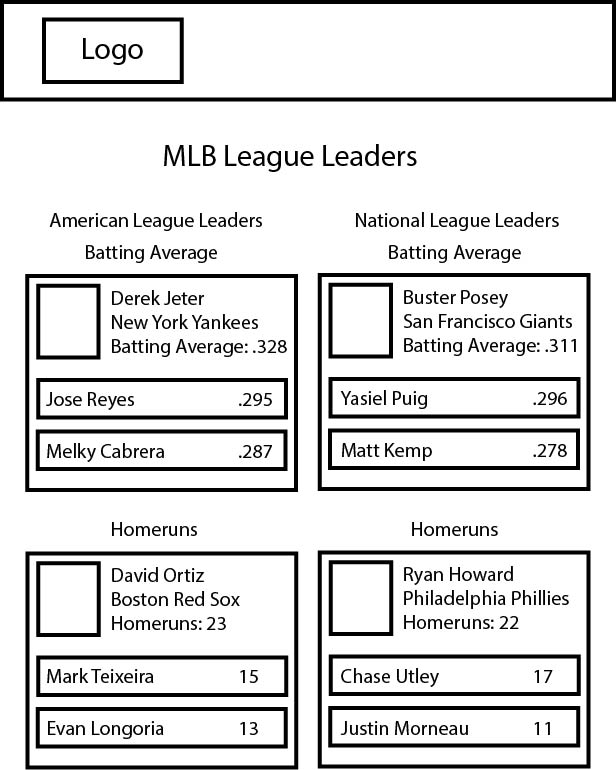 Logo
MLB League Leaders
American League Leaders
Batting Average
Derek Jeter
New York Yankees
Batting Average: .328
Jose Reyes .295
Melky Cabrera .287
National League Leaders
Batting Average
Buster Posey
San Francisco Giants
Batting Average: .311
Yasiel Puig .296
Matt Kemp .278
Homeruns
David Ortiz
Boston Red Sox
Homeruns: 23
Mark Teixeira 15
Evan Longoria 13
Homeruns
Ryan Howard
Philadelphia Phillies
Homeruns: 22
Chase Utley 17
Justin Morneau 11